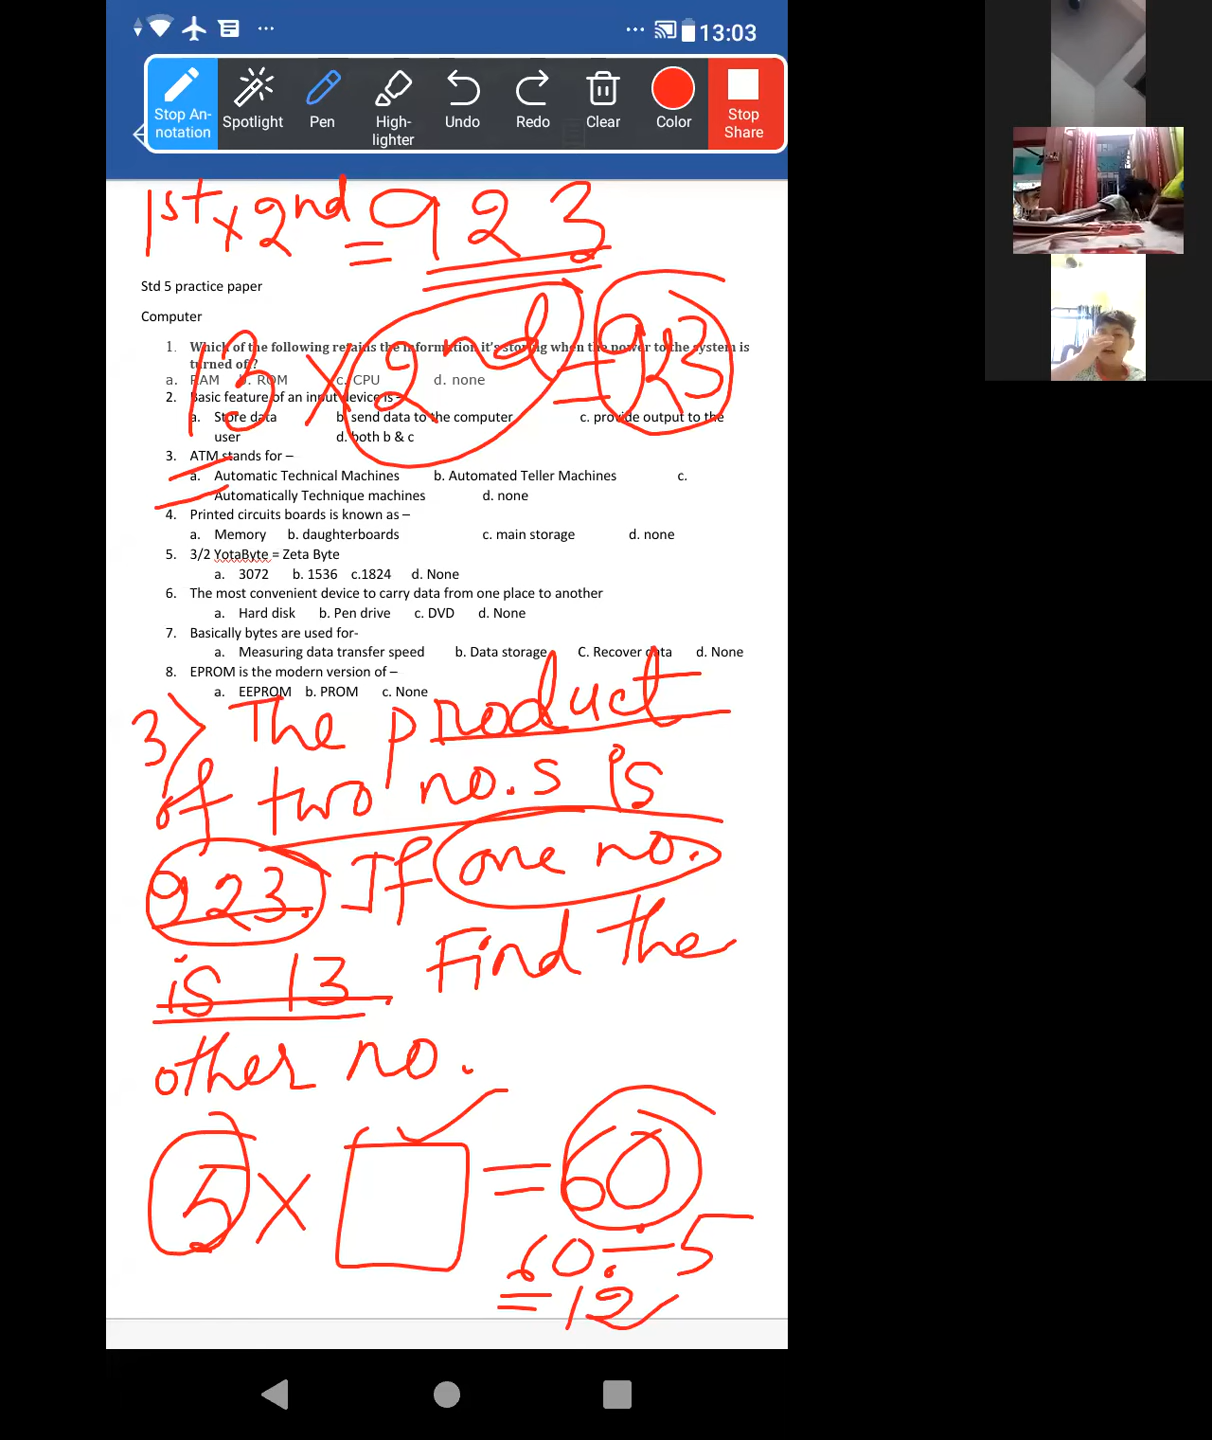 13:03
Stop An-
notation
Spotlight
Pen
High-
lighter
Undo
Redo
Clear
Color
Stop
Share
1st x 2nd = 923
Std 5 practice paper
Computer
1. Which of the following retains the information it's storing when the power to the system is
turned off?
a. RAM b. ROM c. CPU d. none
13 x 2nd = 923
2. Basic feature of an input device is –
a. Store data b. send data to the computer c. provide output to the
user d. both b & c
3. ATM stands for –
a. Automatic Technical Machines b. Automated Teller Machines c.
Automatically Technique machines d. none
4. Printed circuits boards is known as –
a. Memory b. daughterboards c. main storage d. none
5. 3/2 YotaByte = Zeta Byte
a. 3072 b. 1536 c.1824 d. None
6. The most convenient device to carry data from one place to another
a. Hard disk b. Pen drive c. DVD d. None
7. Basically bytes are used for-
a. Measuring data transfer speed b. Data storage C. Recover data d. None
8. EPROM is the modern version of –
a. EEPROM b. PROM c. None
3> The product
of two no.s is
923. If one no.
is 13. Find the
other no.
5 x = 60
60 ÷ 5
= 12